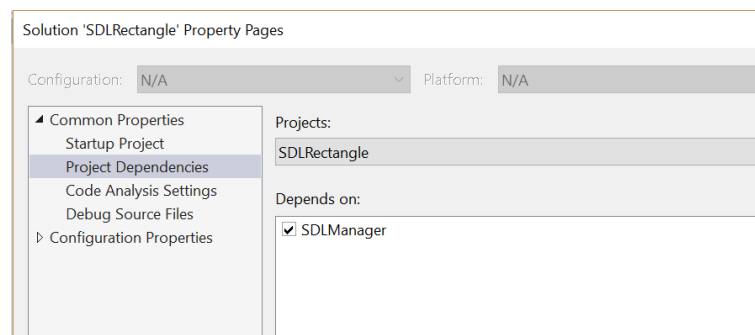 Solution 'SDLRectangle' Property Pages
Configuration: N/A Platform: N/A
Common Properties
Startup Project
Project Dependencies
Code Analysis Settings
Debug Source Files
Configuration Properties
Projects:
SDLRectangle
Depends on:
SDLManager